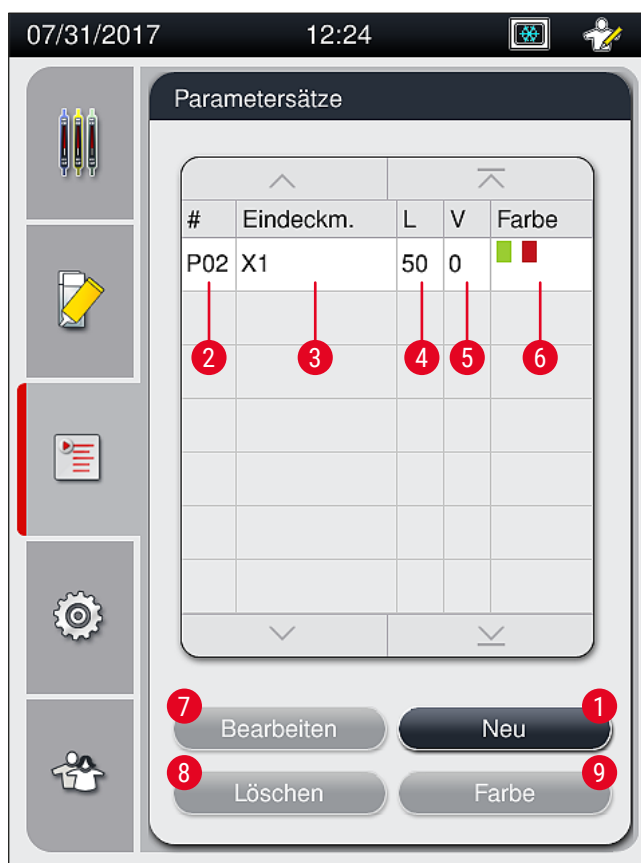 07/31/2017 12:24
Parametersätze
# Eindeckm. L V Farbe
P02 X1 50 0
2 3 4 5 6
7 1
Bearbeiten Neu
8 9
Löschen Farbe